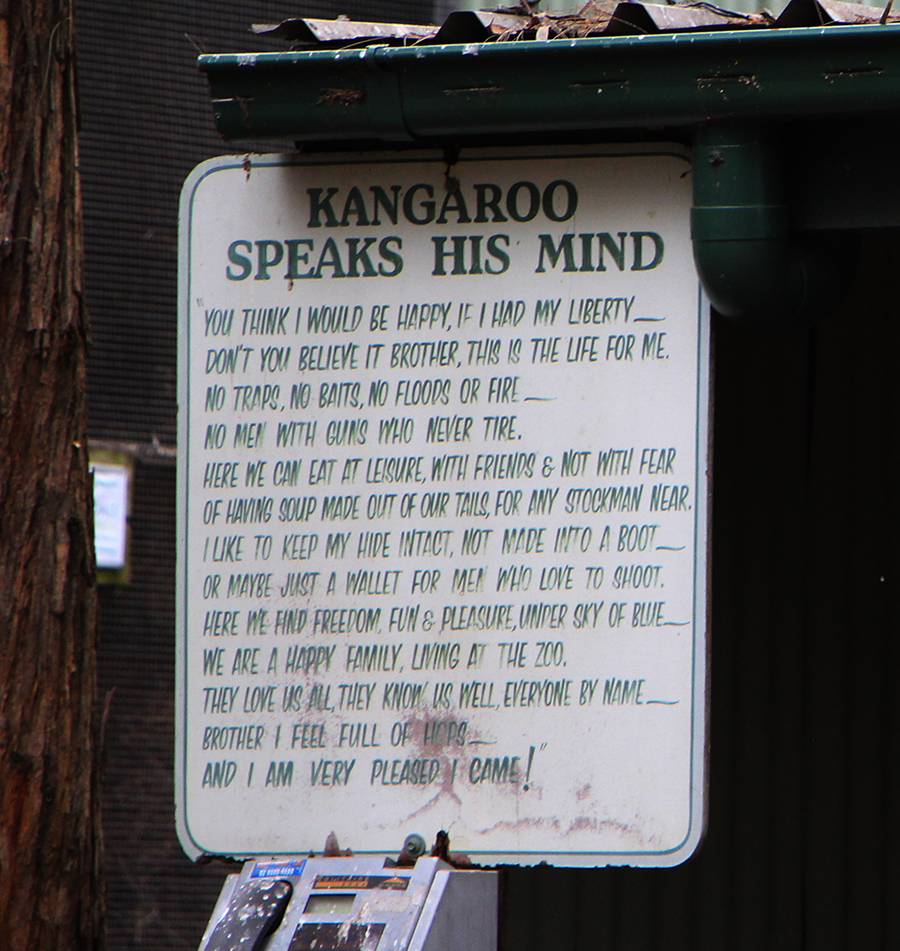 KANGAROO
SPEAKS HIS MIND
"YOU THINK I WOULD BE HAPPY, IF I HAD MY LIBERTY—
DON'T YOU BELIEVE IT BROTHER, THIS IS THE LIFE FOR ME.
NO TRAPS, NO BAITS, NO FLOODS OR FIRE—
NO MEN WITH GUNS WHO NEVER TIRE.
HERE WE CAN EAT AT LEISURE, WITH FRIENDS & NOT WITH FEAR
OF HAVING SOUP MADE OUT OF OUR TAILS, FOR ANY STOCKMAN NEAR.
I LIKE TO KEEP MY HIDE INTACT, NOT MADE INTO A BOOT—
OR MAYBE JUST A WALLET FOR MEN WHO LOVE TO SHOOT.
HERE WE FIND FREEDOM, FUN & PLEASURE, UNDER SKY OF BLUE—
WE ARE A HAPPY FAMILY, LIVING AT THE ZOO.
THEY LOVE US ALL, THEY KNOW US WELL, EVERYONE BY NAME—
BROTHER I FEEL FULL OF HOPS—
AND I AM VERY PLEASED I CAME!"